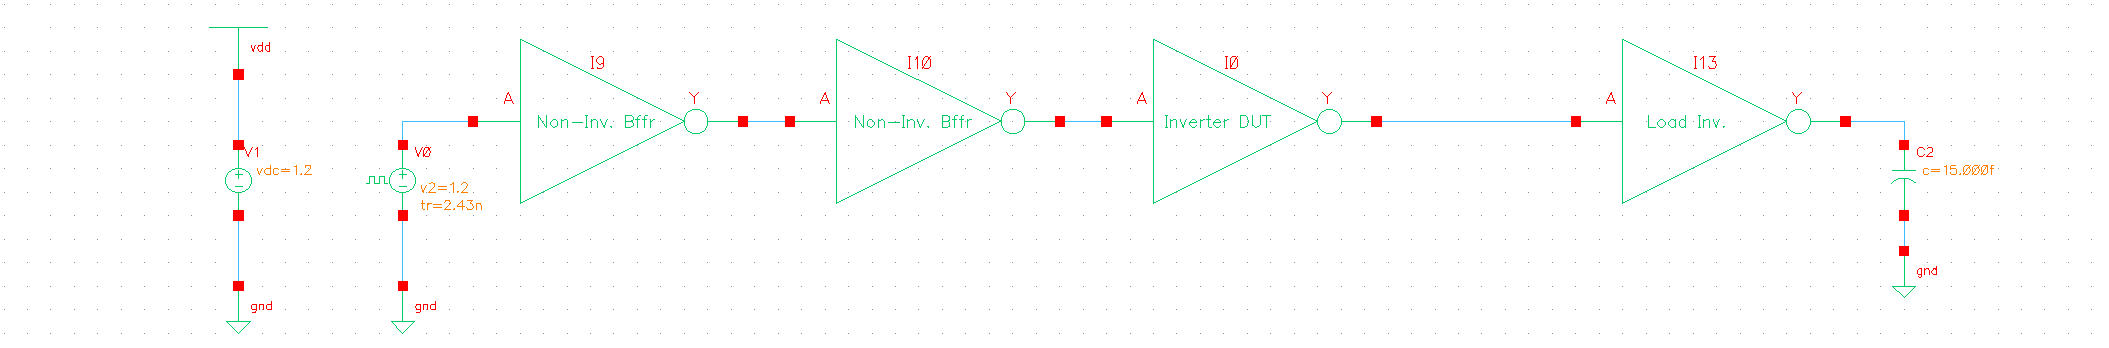 vdd
V1
vdc=1.2
gnd
V0
v2=1.2
tr=2.43n
gnd
I9
A
Y
Non-Inv. Bffr
I10
A
Y
Non-Inv. Bffr
I0
A
Y
Inverter DUT
I13
A
Y
Load Inv.
C2
c=15.000f
gnd